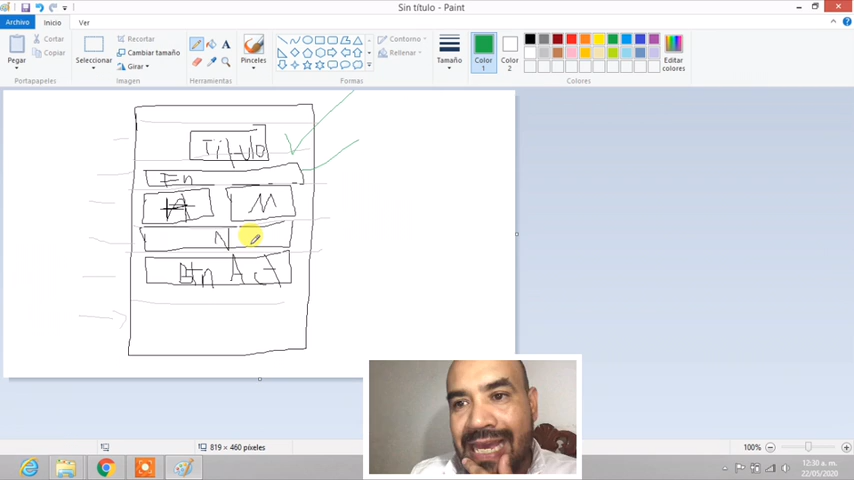 Sin título - Paint
Archivo Inicio Ver
Pegar
Cortar
Copiar
Portapapeles
Seleccionar
Recortar
Cambiar tamaño
Girar
Imagen
Herramientas
Pinceles
Contorno
Rellenar
Formas
Tamaño
Color 1
Color 2
Editar colores
Colores
Título
En
M
N
Btn Act
819 × 460 píxeles
100%
12:30 a. m.
22/05/2020